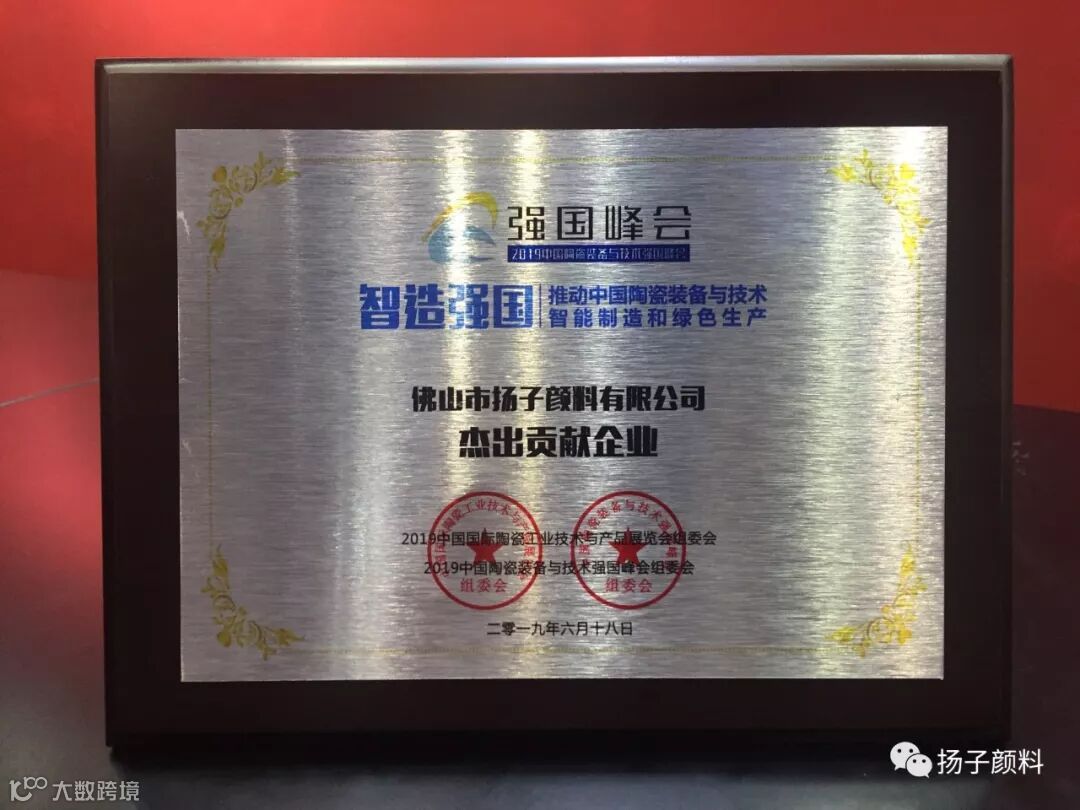 强国峰会
2019中国陶瓷装备与技术强国峰会
智造强国
推动中国陶瓷装备与技术
智能制造和绿色生产
佛山市扬子颜料有限公司
杰出贡献企业
2019中国国际陶瓷工业技术与产品展览会组委会
2019中国陶瓷装备与技术强国峰会组委会
组委会
组委会
二零一九年六月十八日
扬子颜料
大数跨境